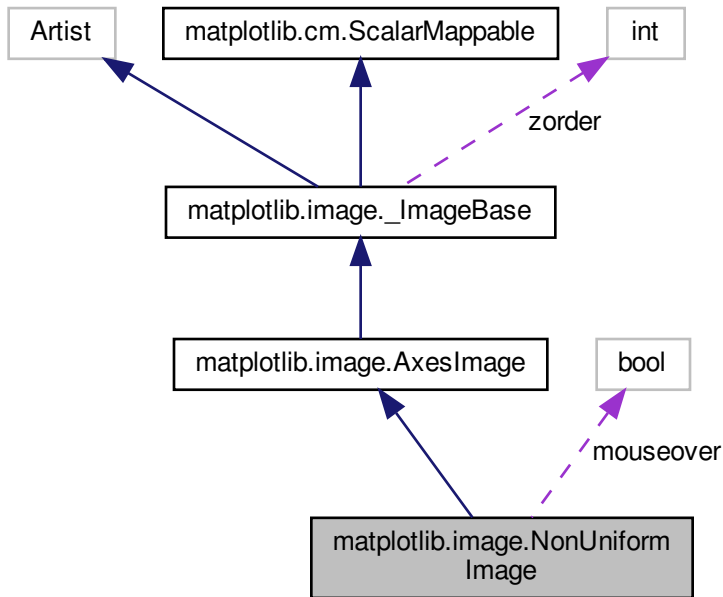 Artist
matplotlib.cm.ScalarMappable
int
zorder
matplotlib.image._ImageBase
matplotlib.image.AxesImage
bool
mouseover
matplotlib.image.NonUniform
Image